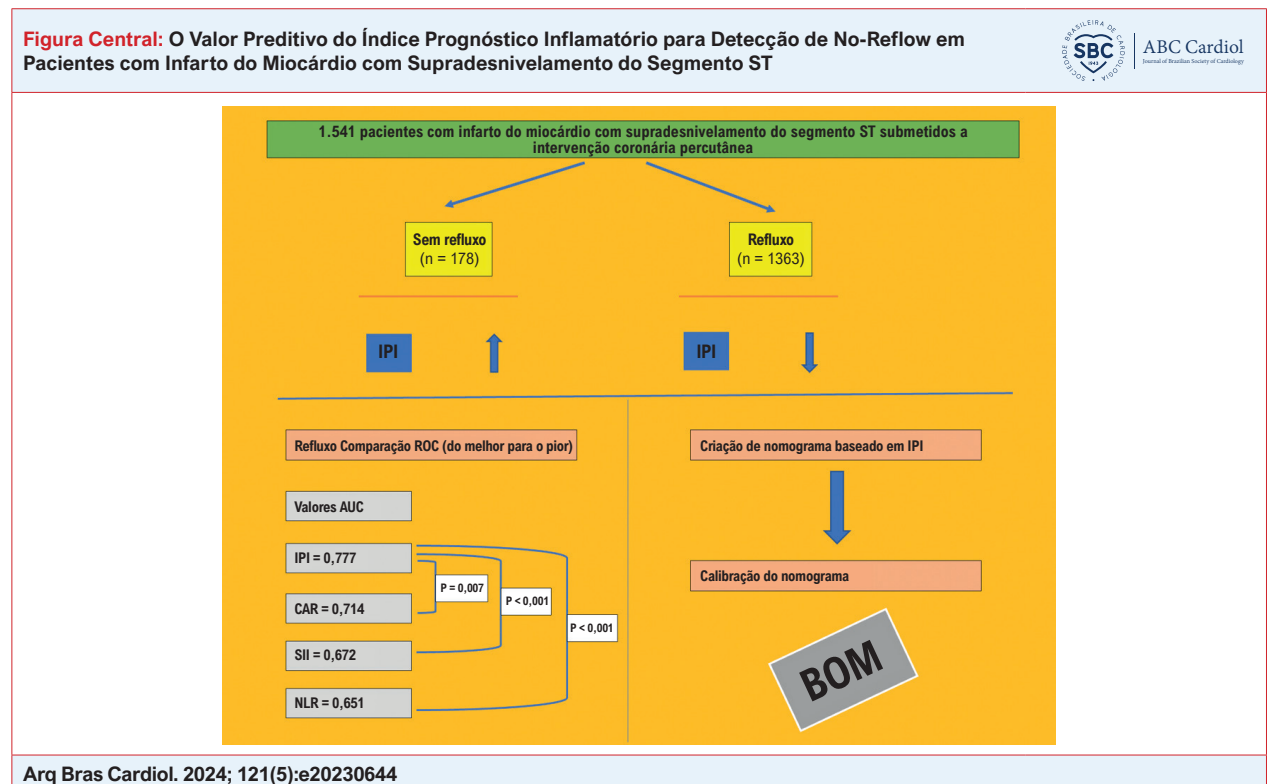 Figura Central: O Valor Preditivo do Índice Prognóstico Inflamatório para Detecção de No-Reflow em
Pacientes com Infarto do Miocárdio com Supradesnivelamento do Segmento ST
SOCIEDADE BRASILEIRA DE CARDIOLOGIA
SBC
1943
ABC Cardiol
Journal of Brazilian Society of Cardiology
1.541 pacientes com infarto do miocárdio com supradesnivelamento do segmento ST submetidos a
intervenção coronária percutânea
Sem refluxo
(n = 178)
Refluxo
(n = 1363)
IPI
IPI
Refluxo Comparação ROC (do melhor para o pior)
Valores AUC
IPI = 0,777
CAR = 0,714
SII = 0,672
NLR = 0,651
P = 0,007
P < 0,001
P < 0,001
Criação de nomograma baseado em IPI
Calibração do nomograma
BOM
Arq Bras Cardiol. 2024; 121(5):e20230644